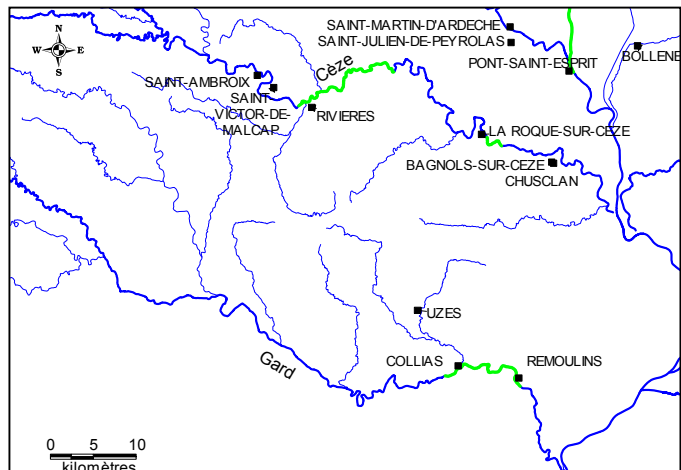 N
W E
S
SAINT-MARTIN-D'ARDECHE
SAINT-JULIEN-DE-PEYROLAS
BOLLENE
PONT-SAINT-ESPRIT
Cèze
SAINT-AMBROIX
SAINT
VICTOR-DE-
MALCAP
RIVIERES
LA ROQUE-SUR-CEZE
BAGNOLS-SUR-CEZE
CHUSCLAN
UZES
Gard
COLLIAS
REMOULINS
0 5 10
kilomètres